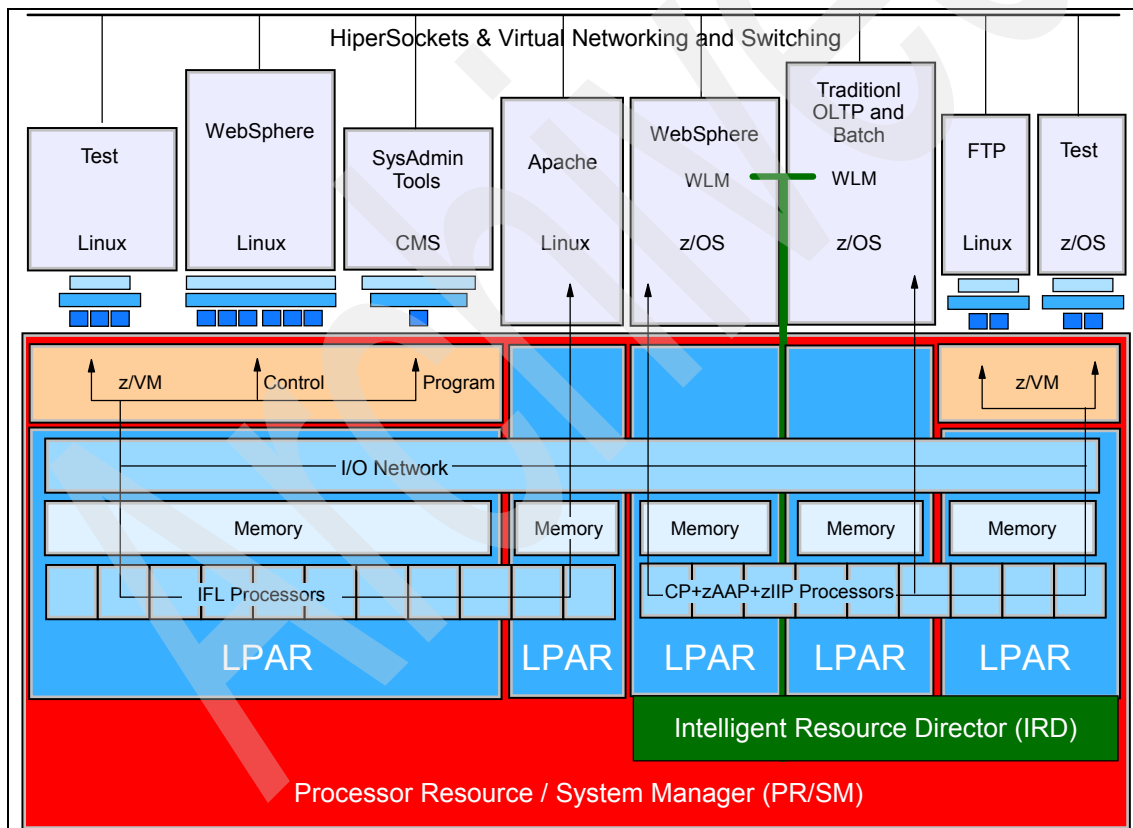 HiperSockets & Virtual Networking and Switching
Test
Linux
WebSphere
Linux
SysAdmin
Tools
CMS
Apache
Linux
WebSphere
WLM
z/OS
Traditionl
OLTP and
Batch
WLM
z/OS
FTP
Linux
Test
z/OS
z/VM Control Program
z/VM
I/O Network
Memory
Memory
Memory
Memory
Memory
IFL Processors
CP+zAAP+zIIP Processors
LPAR
LPAR
LPAR
LPAR
LPAR
Intelligent Resource Director (IRD)
Processor Resource / System Manager (PR/SM)